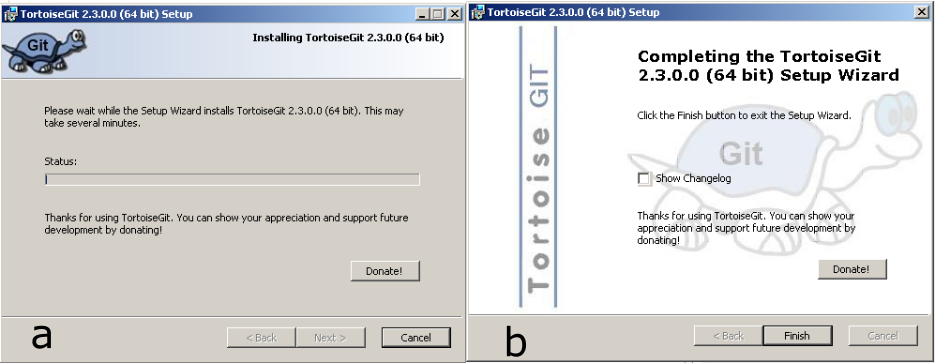 TortoiseGit 2.3.0.0 (64 bit) Setup
Git
Installing TortoiseGit 2.3.0.0 (64 bit)
Please wait while the Setup Wizard installs TortoiseGit 2.3.0.0 (64 bit). This may
take several minutes.
Status:
Thanks for using TortoiseGit. You can show your appreciation and support future
development by donating!
Donate!
a
< Back
Next >
Cancel
TortoiseGit 2.3.0.0 (64 bit) Setup
Tortoise GIT
Completing the TortoiseGit
2.3.0.0 (64 bit) Setup Wizard
Click the Finish button to exit the Setup Wizard.
Git
Show Changelog
Thanks for using TortoiseGit. You can show your
appreciation and support future development by
donating!
Donate!
b
< Back
Finish
Cancel